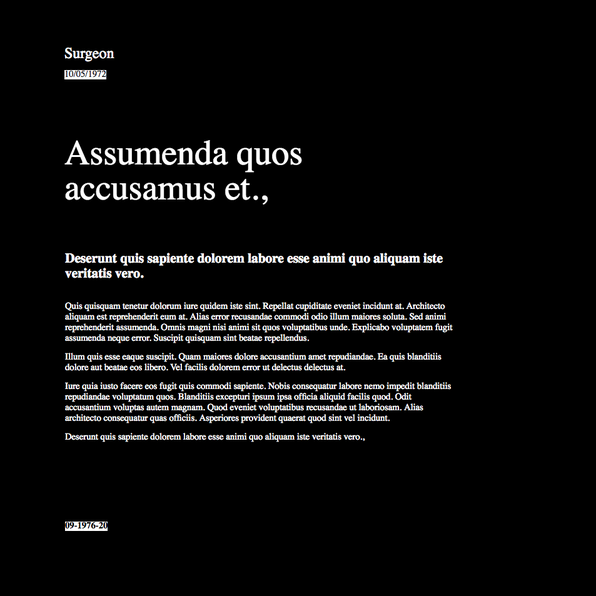 Surgeon
10/05/1972
Assumenda quos
accusamus et.,
Deserunt quis sapiente dolorem labore esse animi quo aliquam iste
veritatis vero.
Quis quisquam tenetur dolorum iure quidem iste sint. Repellat cupiditate eveniet incidunt at. Architecto
aliquam est reprehenderit eum at. Alias error recusandae commodi odio illum maiores soluta. Sed animi
reprehenderit assumenda. Omnis magni nisi animi sit quos voluptatibus unde. Explicabo voluptatem fugit
assumenda neque error. Suscipit quisquam sint beatae repellendus.
Illum quis esse eaque suscipit. Quam maiores dolore accusantium amet repudiandae. Ea quis blanditiis
dolore aut beatae eos libero. Vel facilis dolorem error ut delectus delectus at.
Iure quia iusto facere eos fugit quis commodi sapiente. Nobis consequatur labore nemo impedit blanditiis
repudiandae voluptatum quos. Blanditiis excepturi ipsum ipsa officia aliquid facilis quod. Odit
accusantium voluptas autem magnam. Quod eveniet voluptatibus recusandae ut laboriosam. Alias
architecto consequatur quas officiis. Asperiores provident quaerat quod sint vel incidunt.
Deserunt quis sapiente dolorem labore esse animi quo aliquam iste veritatis vero.,
09-1976-20